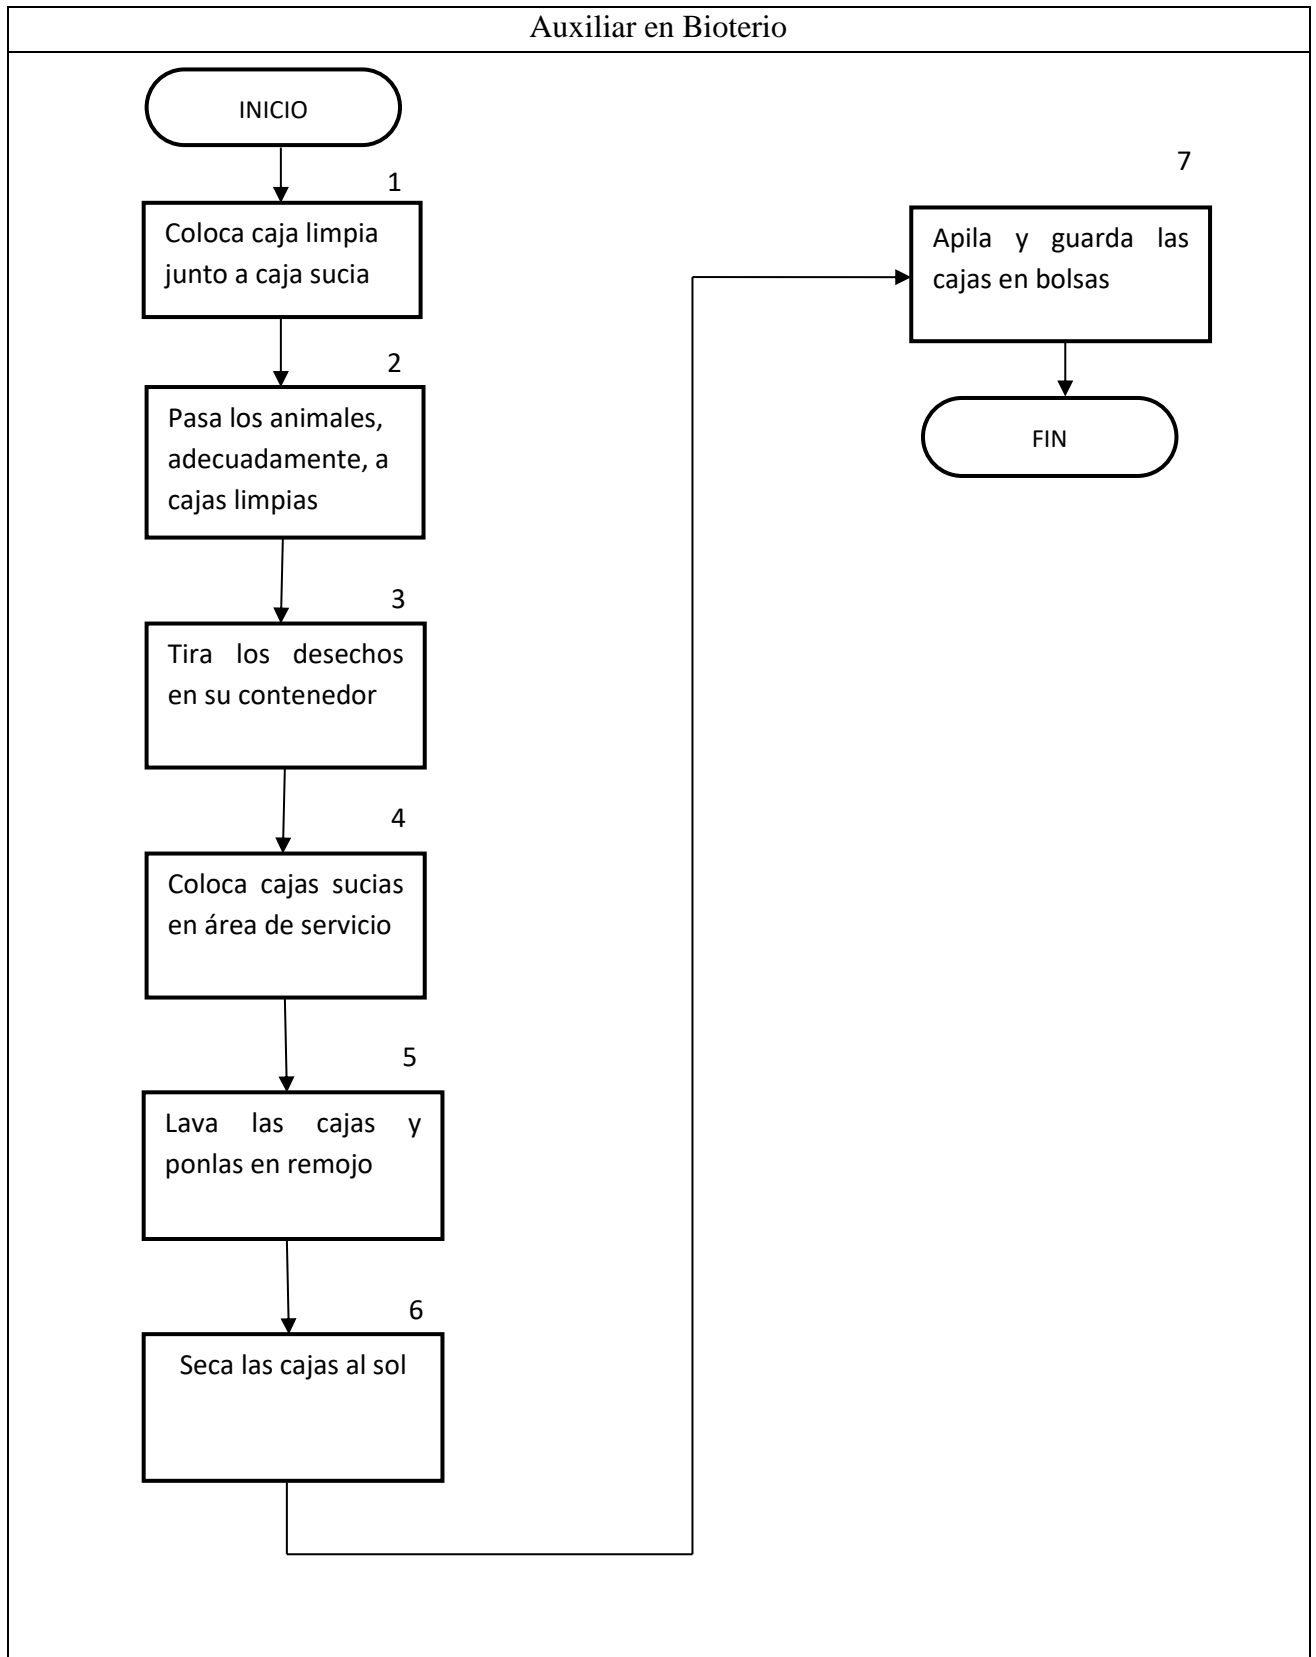 Auxiliar en Bioterio
INICIO
1
Coloca caja limpia
junto a caja sucia
2
Pasa los animales,
adecuadamente, a
cajas limpias
3
Tira los desechos
en su contenedor
4
Coloca cajas sucias
en área de servicio
5
Lava las cajas y
ponlas en remojo
6
Seca las cajas al sol
7
Apila y guarda las
cajas en bolsas
FIN